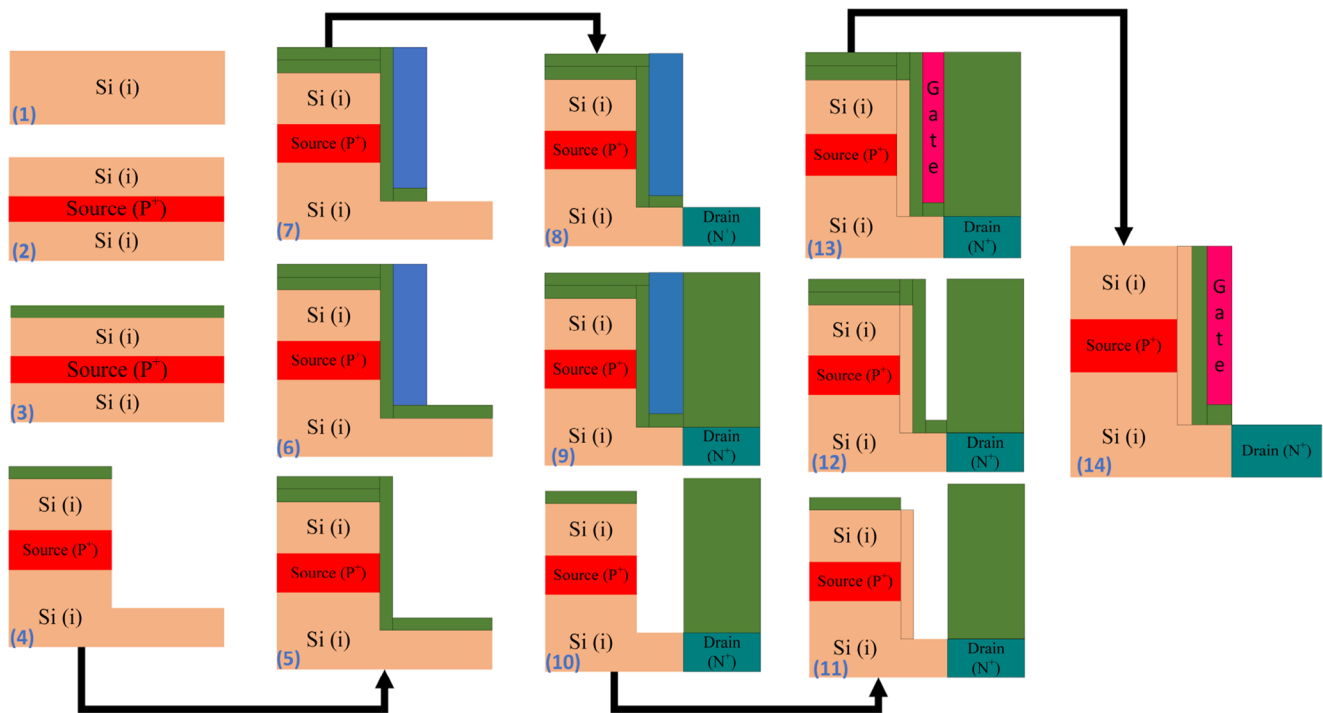 Si (i)
(1)
Si (i)
Source (P+)
Si (i)
(2)
Si (i)
Source (P+)
Si (i)
(3)
Si (i)
Source (P+)
Si (i)
(4)
Si (i)
Source (P+)
Si (i)
(5)
Si (i)
Source (P+)
Si (i)
(6)
Si (i)
Source (P+)
Si (i)
(7)
Si (i)
Source (P+)
Si (i)
Drain
(N+)
(8)
Si (i)
Source (P+)
Si (i)
Drain
(N+)
(9)
Si (i)
Source (P+)
Si (i)
Drain
(N+)
(10)
Si (i)
Source (P+)
Si (i)
Drain
(N+)
(11)
Si (i)
Source (P+)
Si (i)
Drain
(N+)
(12)
Si (i)
Gate
Source (P+)
Si (i)
Drain
(N+)
(13)
Si (i)
Gate
Source (P+)
Si (i)
Drain (N+)
(14)